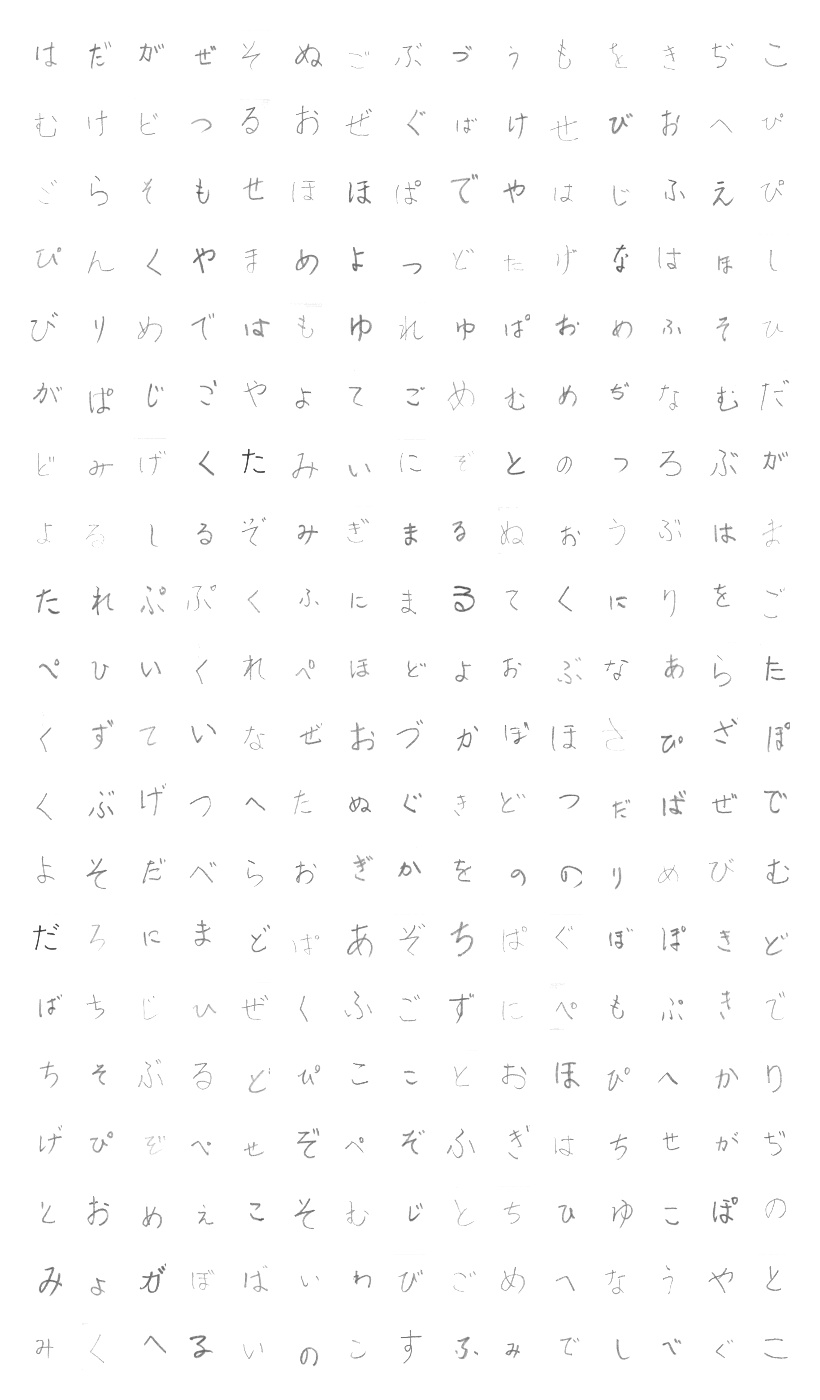 はだがぜそぬごぶづうもをきぢこ
むけどつるおぜぐばけせびおへぴ
ごらそもせほほぱでやはじふえぴ
ぴんくやまめよっどたげなはほし
びりめではもゆれゅぱおめふそひ
がぱじごやよてごめむめぢなむだ
どみげくたみいにぞとのつろぶが
よるしるぞみぎまるぬおうぶはま
たれぷぷくふにまるてくにりをご
ぺひいくれぺほどよおぶなあらた
くずていなぜおづかぼほさぴざぽ
くぶげつへたぬぐきどつだばぜで
よそだべらおぎかをののりめびむ
だろにまどぱあぞちぱぐぼぽきど
ばちじひぜくふごずにぺもぷきで
ちそぶるどぴここどおほぴへかり
げぴぞぺせぞぺぞふぎはちせがぢ
とおめえこそむじとちひゆこぽの
みょがぼばいわびごめへなうやと
みくへるいのこすふみでしべぐこ